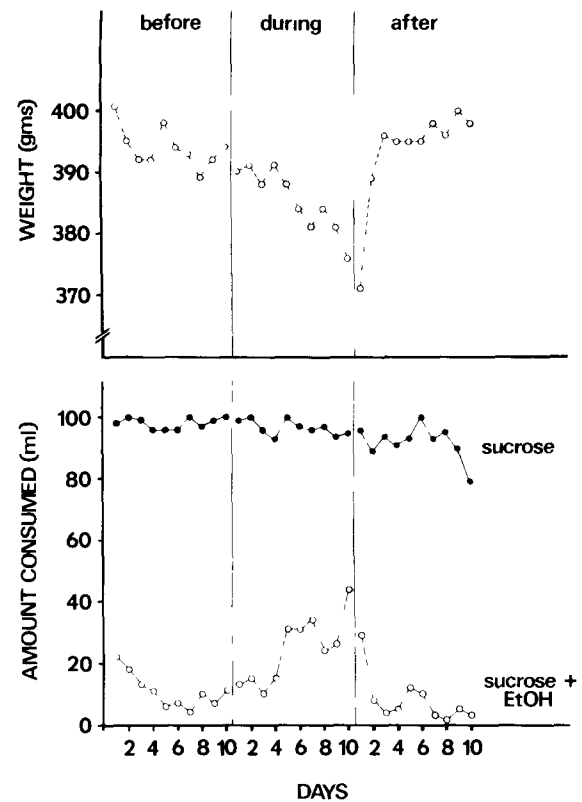 before during after
WEIGHT (gms)
400
390
380
370
AMOUNT CONSUMED (ml)
100
80
60
40
20
0
sucrose
sucrose +
EtOH
2 4 6 8 10 2 4 6 8 10 2 4 6 8 10
DAYS